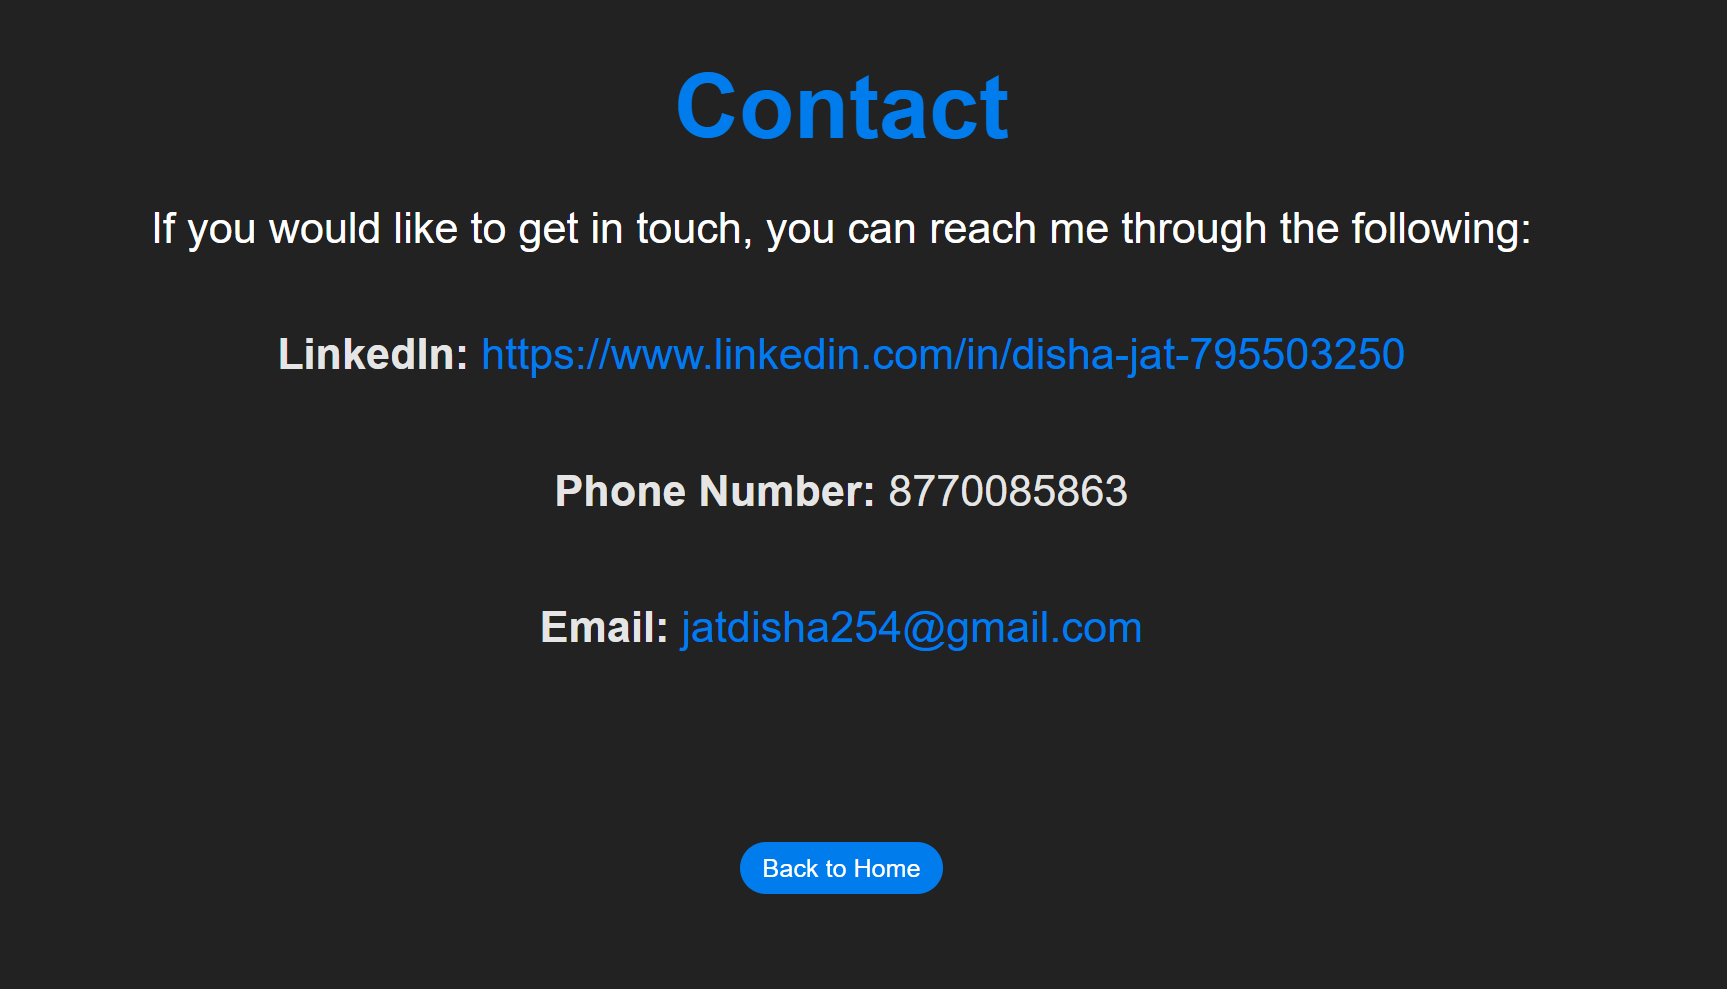 Contact
If you would like to get in touch, you can reach me through the following:
LinkedIn: https://www.linkedin.com/in/disha-jat-795503250
Phone Number: 8770085863
Email: jatdisha254@gmail.com
Back to Home